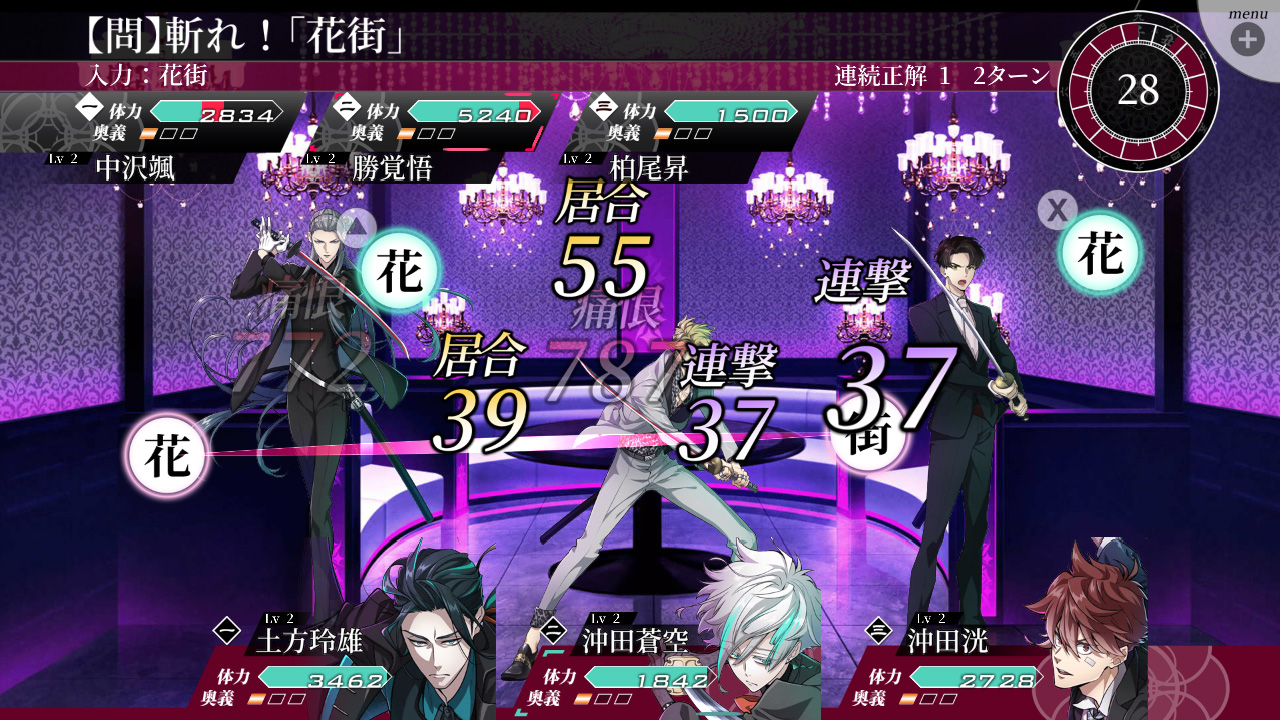 【問】斬れ！「花街」
menu
入力：花街
連続正解 1 2ターン
28
一 体力 2834
奥義
Lv 2 中沢颯
二 体力 5240
奥義
Lv 2 勝覚悟
三 体力 1500
奥義
Lv 2 柏尾昇
居合
55
X
花
花
連撃
37
痛恨
772
痛恨
787
居合
39
連撃
37
花
街
一 Lv 2
土方玲雄
体力 3462
奥義
二 Lv 2
沖田蒼空
体力 1842
奥義
三 Lv 2
沖田洸
体力 2728
奥義